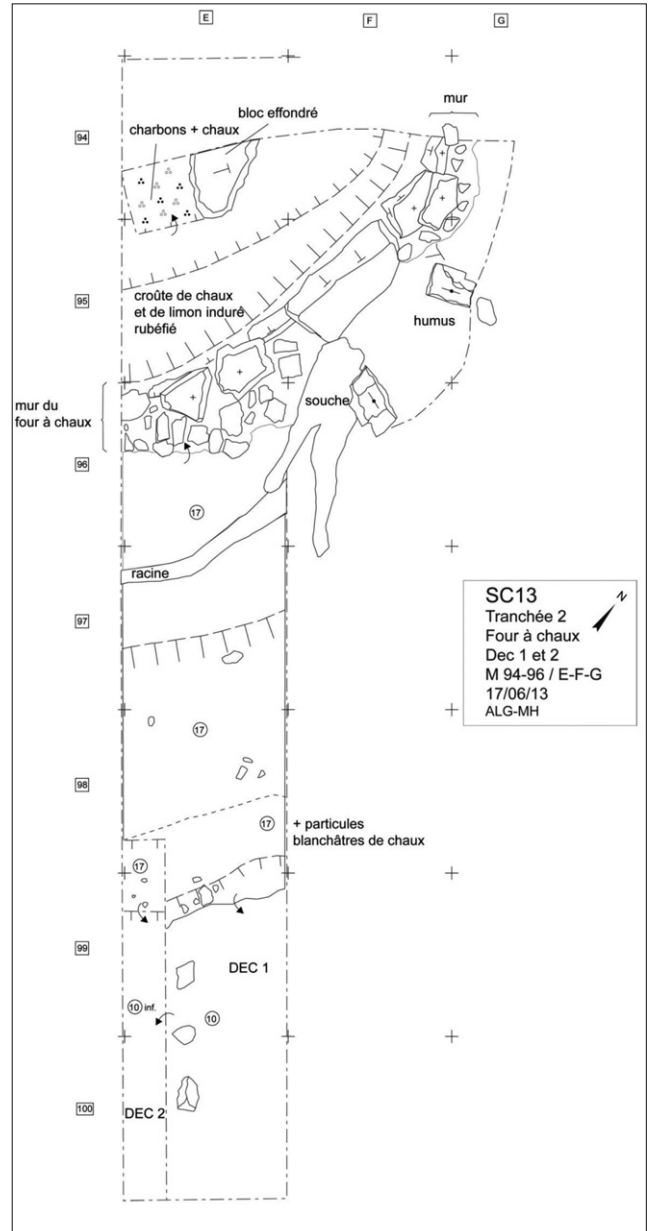 E
F
G
mur
94
bloc effondré
charbons + chaux
95
croûte de chaux
et de limon induré
rubéfié
humus
mur du
four à chaux
souche
96
17
racine
97
SC13
Tranchée 2
Four à chaux
Dec 1 et 2
M 94-96 / E-F-G
17/06/13
ALG-MH
N
17
98
17
+ particules
blanchâtres de chaux
17
99
DEC 1
10 inf.
10
100
DEC 2